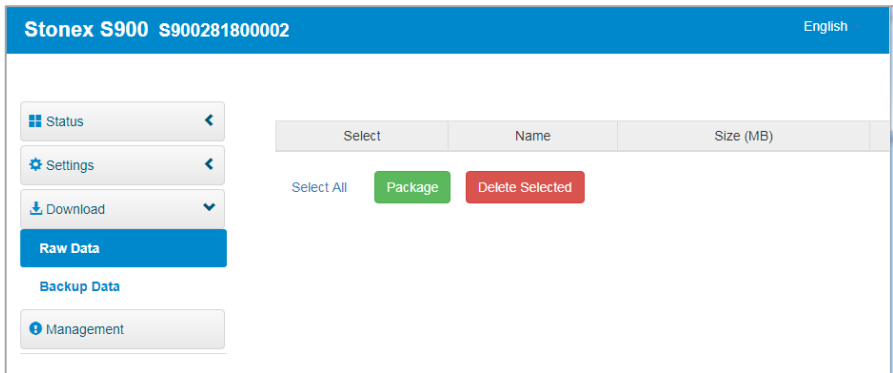 Stonex S900 S900281800002
English
Status
Settings
Download
Raw Data
Backup Data
Management
Select Name Size (MB)
Select All Package Delete Selected